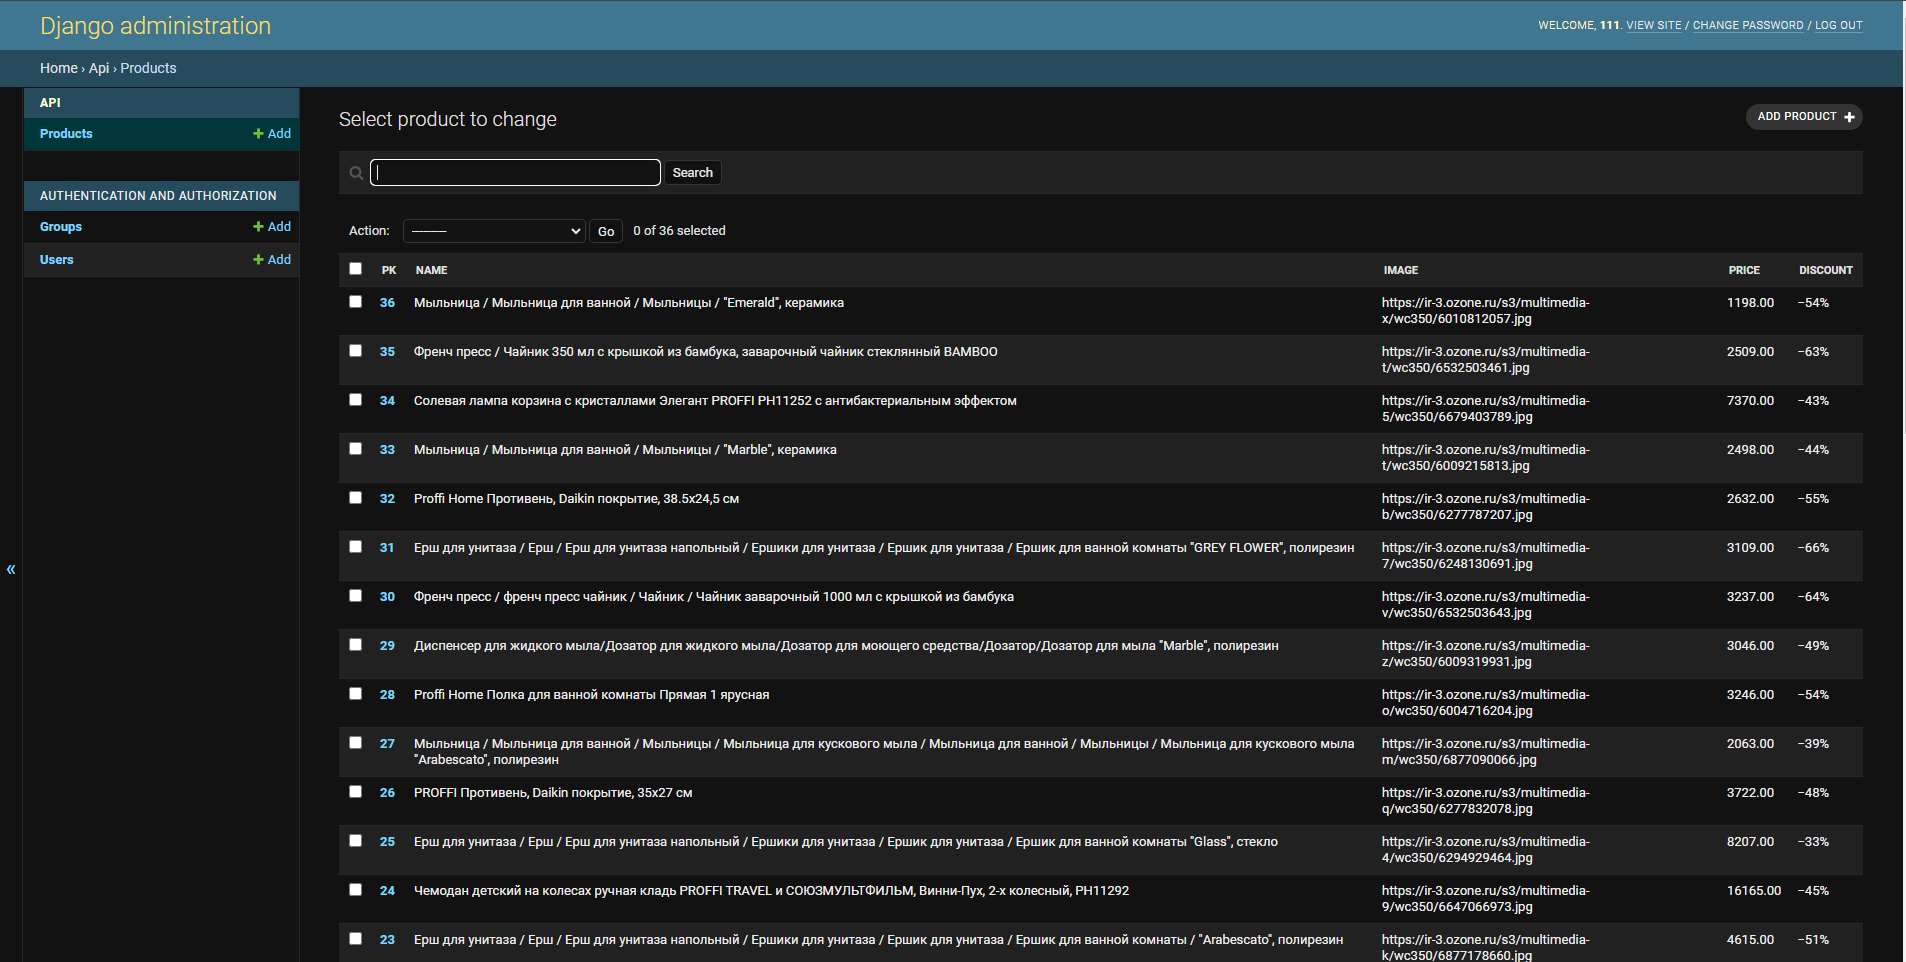 Django administration
WELCOME, 111. VIEW SITE / CHANGE PASSWORD / LOG OUT
Home › Api › Products
API
Products + Add
AUTHENTICATION AND AUTHORIZATION
Groups + Add
Users + Add
«
Select product to change
ADD PRODUCT +
Search
Action: --------- Go 0 of 36 selected
PK NAME IMAGE PRICE DISCOUNT
36 Мыльница / Мыльница для ванной / Мыльницы / "Emerald", керамика https://ir-3.ozone.ru/s3/multimedia- 1198.00 −54%
x/wc350/6010812057.jpg
35 Френч пресс / Чайник 350 мл с крышкой из бамбука, заварочный чайник стеклянный BAMBOO https://ir-3.ozone.ru/s3/multimedia- 2509.00 −63%
t/wc350/6532503461.jpg
34 Солевая лампа корзина с кристаллами Элегант PROFFI PH11252 с антибактериальным эффектом https://ir-3.ozone.ru/s3/multimedia- 7370.00 −43%
5/wc350/6679403789.jpg
33 Мыльница / Мыльница для ванной / Мыльницы / "Marble", керамика https://ir-3.ozone.ru/s3/multimedia- 2498.00 −44%
t/wc350/6009215813.jpg
32 Proffi Home Противень, Daikin покрытие, 38.5x24,5 см https://ir-3.ozone.ru/s3/multimedia- 2632.00 −55%
b/wc350/6277787207.jpg
31 Ерш для унитаза / Ерш / Ерш для унитаза напольный / Ершики для унитаза / Ершик для унитаза / Ершик для ванной комнаты "GREY FLOWER", полирезин https://ir-3.ozone.ru/s3/multimedia- 3109.00 −66%
7/wc350/6248130691.jpg
30 Френч пресс / френч пресс чайник / Чайник / Чайник заварочный 1000 мл с крышкой из бамбука https://ir-3.ozone.ru/s3/multimedia- 3237.00 −64%
v/wc350/6532503643.jpg
29 Диспенсер для жидкого мыла/Дозатор для жидкого мыла/Дозатор для моющего средства/Дозатор/Дозатор для мыла "Marble", полирезин https://ir-3.ozone.ru/s3/multimedia- 3046.00 −49%
z/wc350/6009319931.jpg
28 Proffi Home Полка для ванной комнаты Прямая 1 ярусная https://ir-3.ozone.ru/s3/multimedia- 3246.00 −54%
o/wc350/6004716204.jpg
27 Мыльница / Мыльница для ванной / Мыльницы / Мыльница для кускового мыла / Мыльница для ванной / Мыльницы / Мыльница для кускового мыла https://ir-3.ozone.ru/s3/multimedia- 2063.00 −39%
"Arabescato", полирезин m/wc350/6877090066.jpg
26 PROFFI Противень, Daikin покрытие, 35x27 см https://ir-3.ozone.ru/s3/multimedia- 3722.00 −48%
q/wc350/6277832078.jpg
25 Ерш для унитаза / Ерш / Ерш для унитаза напольный / Ершики для унитаза / Ершик для унитаза / Ершик для ванной комнаты "Glass", стекло https://ir-3.ozone.ru/s3/multimedia- 8207.00 −33%
4/wc350/6294929464.jpg
24 Чемодан детский на колесах ручная кладь PROFFI TRAVEL и СОЮЗМУЛЬТФИЛЬМ, Винни-Пух, 2-х колесный, PH11292 https://ir-3.ozone.ru/s3/multimedia- 16165.00 −45%
9/wc350/6647066973.jpg
23 Ерш для унитаза / Ерш / Ерш для унитаза напольный / Ершики для унитаза / Ершик для унитаза / Ершик для ванной комнаты / "Arabescato", полирезин https://ir-3.ozone.ru/s3/multimedia- 4615.00 −51%
k/wc350/6877178660.jpg